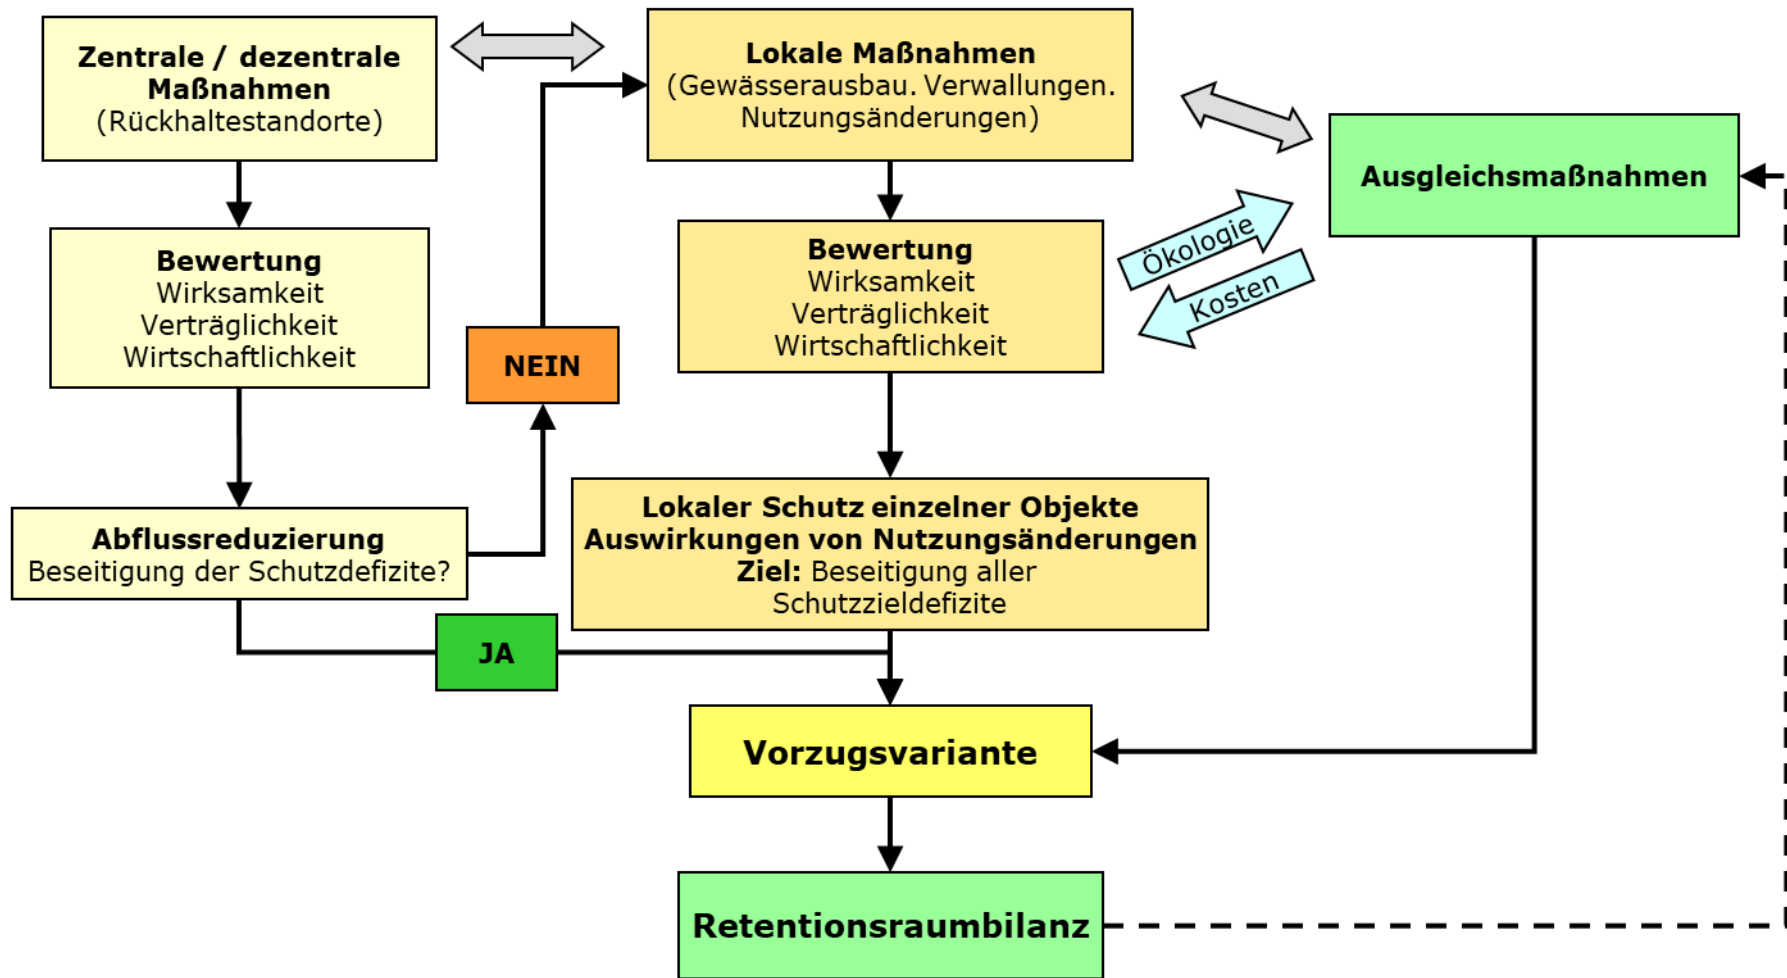 Zentrale / dezentrale
Maßnahmen
(Rückhaltestandorte)
Bewertung
Wirksamkeit
Verträglichkeit
Wirtschaftlichkeit
Abflussreduzierung
Beseitigung der Schutzdefizite?
NEIN
JA
Lokale Maßnahmen
(Gewässerausbau. Verwallungen.
Nutzungsänderungen)
Bewertung
Wirksamkeit
Verträglichkeit
Wirtschaftlichkeit
Lokaler Schutz einzelner Objekte
Auswirkungen von Nutzungsänderungen
Ziel: Beseitigung aller
Schutzzieldefizite
Ökologie
Kosten
Ausgleichsmaßnahmen
Vorzugsvariante
Retentionsraumbilanz